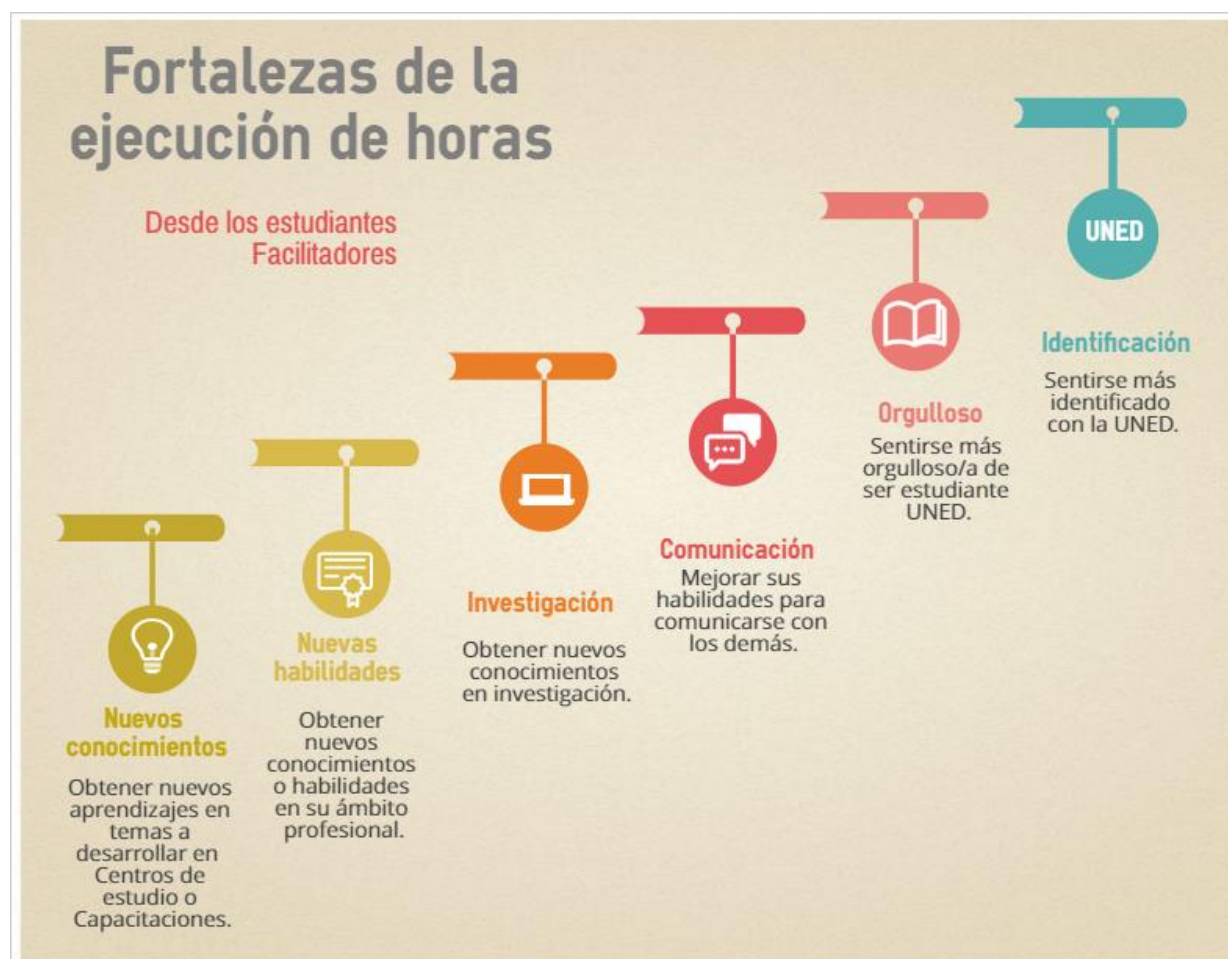 Fortalezas de la
ejecución de horas
Desde los estudiantes
Facilitadores
Nuevos
conocimientos
Obtener nuevos
aprendizajes en
temas a
desarrollar en
Centros de
estudio o
Capacitaciones.
Nuevas
habilidades
Obtener
nuevos
conocimientos
o habilidades
en su ámbito
profesional.
Investigación
Obtener nuevos
conocimientos
en investigación.
Comunicación
Mejorar sus
habilidades para
comunicarse con
los demás.
Orgulloso
Sentirse más
orgulloso/a de
ser estudiante
UNED.
UNED
Identificación
Sentirse más
identificado
con la UNED.